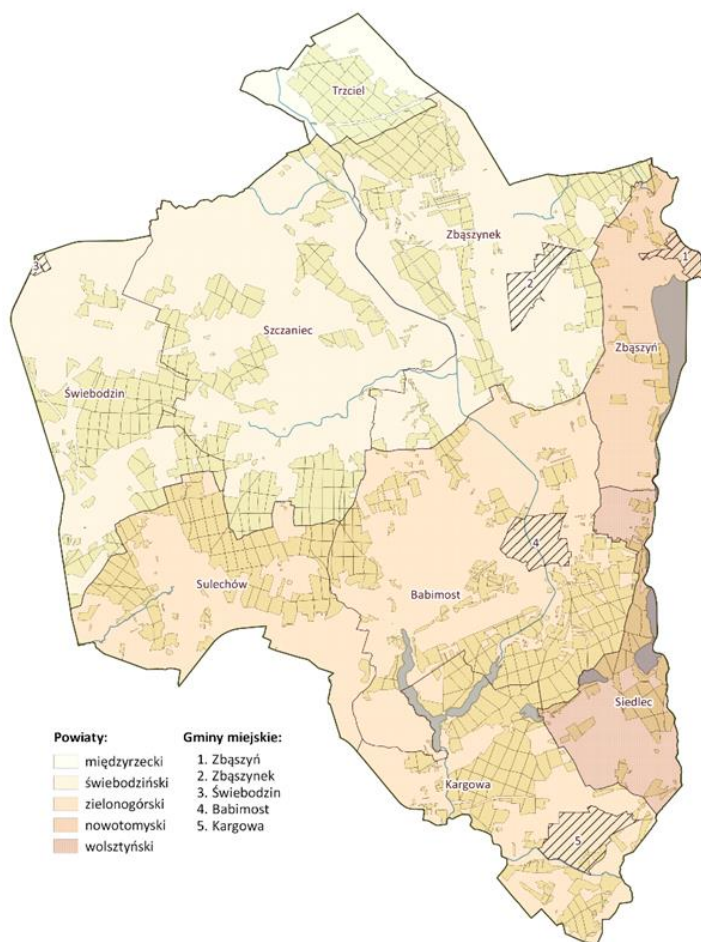 Trzciel
Zbąszynek
1
3
2
Szczaniec
Zbąszyń
Świebodzin
4
Sulechów
Babimost
Siedlec
Kargowa
5
Powiaty:
międzyrzecki
świebodziński
zielonogórski
nowotomyski
wolsztyński
Gminy miejskie:
1. Zbąszyń
2. Zbąszynek
3. Świebodzin
4. Babimost
5. Kargowa